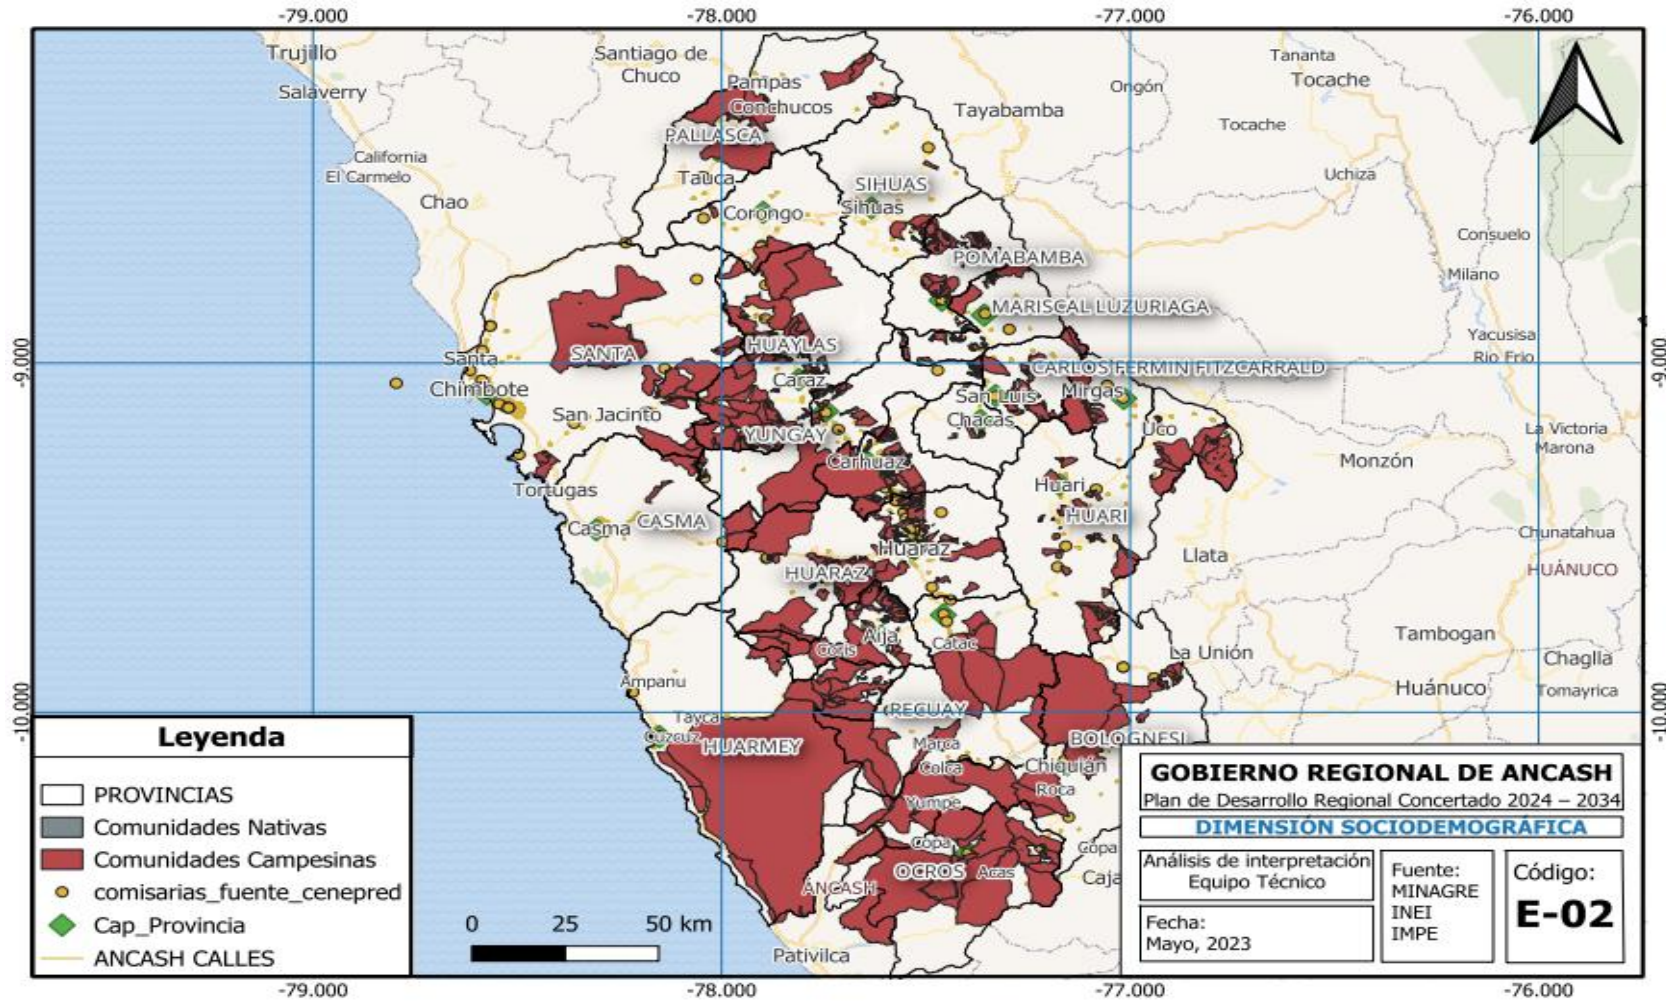 -79.000
-78.000
-77.000
-76.000
Trujillo
Santiago de
Chuco
Tananta
Tocache
Salaverry
Pampas
Conchucos
Tayabamba
Ongón
Tocache
PALLASCA
California
El Carmelo
Tauca
SIHUAS
Sihuas
Uchiza
Chao
Corongo
Consuelo
POMABAMBA
Milano
MARISCAL LUZURIAGA
Yacusisa
Rio Frio
-9.000
-9.000
Santa
SANTA
HUAYLAS
CARLOS FERMIN FITZCARRALD
Chimbote
Caraz
San Luis
Mirgas
San Jacinto
Chacas
YUNGAY
Uco
La Victoria
Marona
Carhuaz
Monzón
Tortugas
Huari
Casma
CASMA
HUARI
Chunatahua
Huaraz
Llata
HUARAZ
HUÁNUCO
Aija
Coris
Catac
La Unión
Tambogan
Chaglla
Ampanu
Huánuco
Tomayrica
-10.000
-10.000
Tayca
RECUAY
Cuzcuz
HUARMEY
Marca
BOLOGNESI
Colca
Chiquián
Roca
Yumpe
Copa
Copa
OCROS
Acas
Caja
ÁNCASH
Pativilca
Leyenda
PROVINCIAS
Comunidades Nativas
Comunidades Campesinas
comisarias_fuente_cenepred
Cap_Provincia
ANCASH CALLES
0 25 50 km
GOBIERNO REGIONAL DE ANCASH
Plan de Desarrollo Regional Concertado 2024 – 2034
DIMENSIÓN SOCIODEMOGRÁFICA
Análisis de interpretación
Equipo Técnico
Fecha:
Mayo, 2023
Fuente:
MINAGRE
INEI
IMPE
Código:
E-02
-79.000
-78.000
-77.000
-76.000